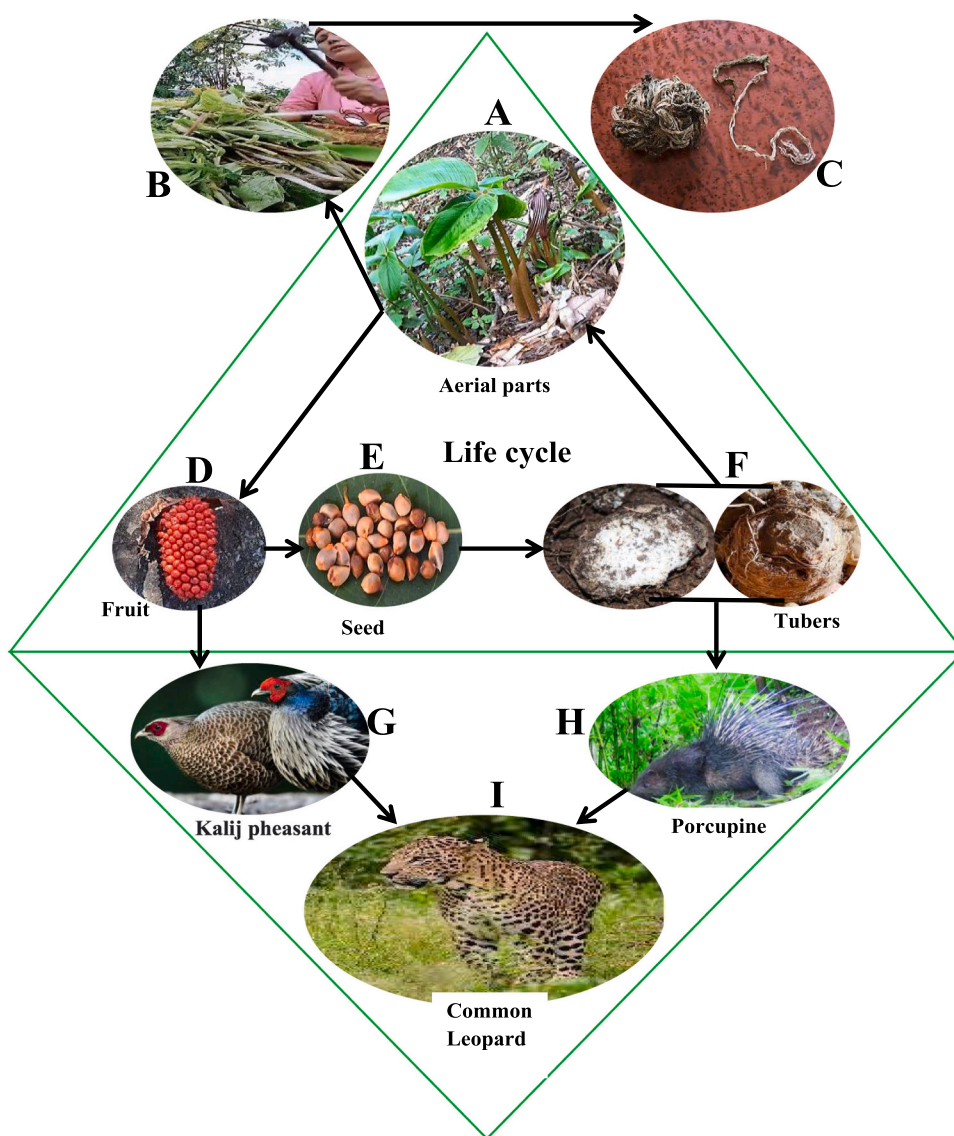 A
B
C
Aerial parts
Life cycle
D
E
F
Fruit
Seed
Tubers
G
H
I
Kalij pheasant
Porcupine
Common
Leopard